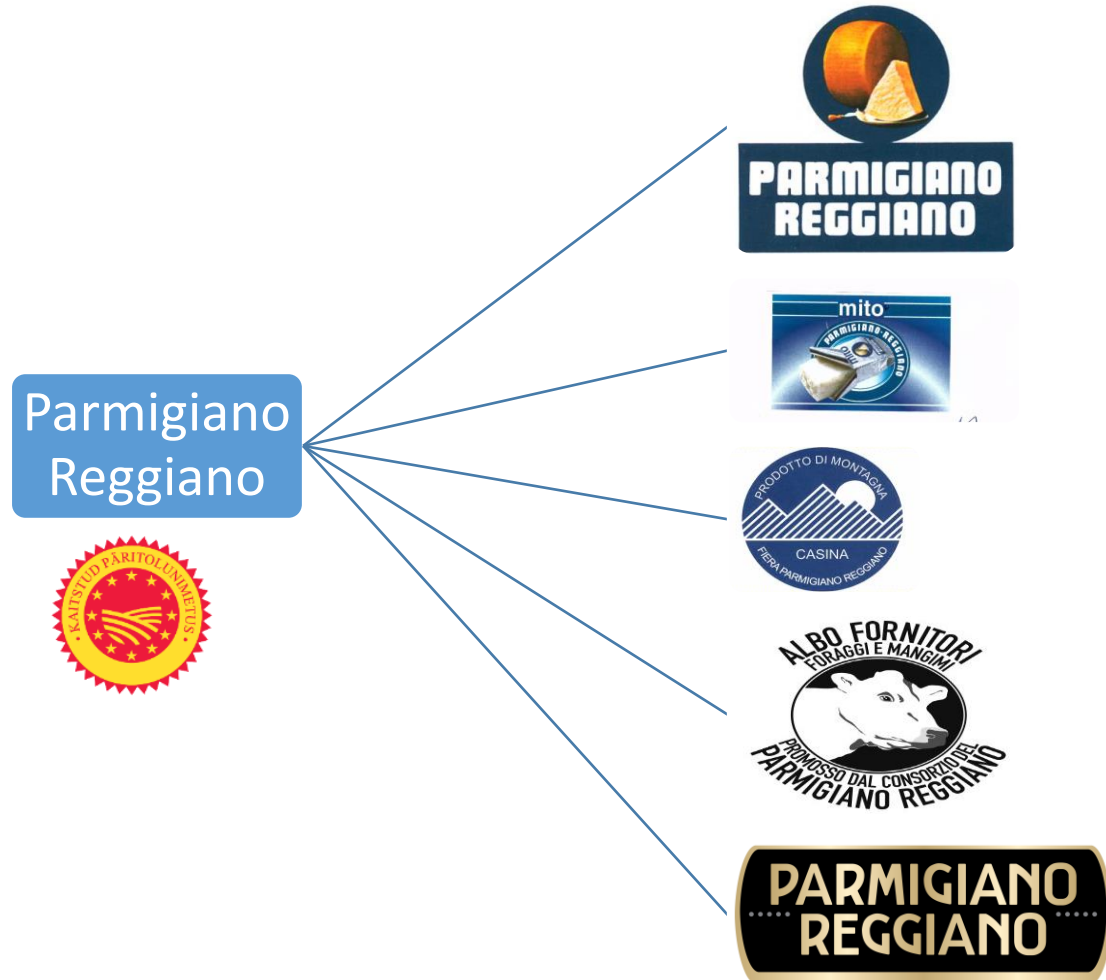 Parmigiano
Reggiano
KAITSTUD PÄRITOLUNIMETUS
PARMIGIANO
REGGIANO
mito
PARMIGIANO-REGGIANO
mito
PRODOTTO DI MONTAGNA
CASINA
FIERA PARMIGIANO REGGIANO
ALBO FORNITORI
FORAGGI E MANGIMI
PROMOSSO DAL CONSORZIO DEL
PARMIGIANO REGGIANO
PARMIGIANO
REGGIANO